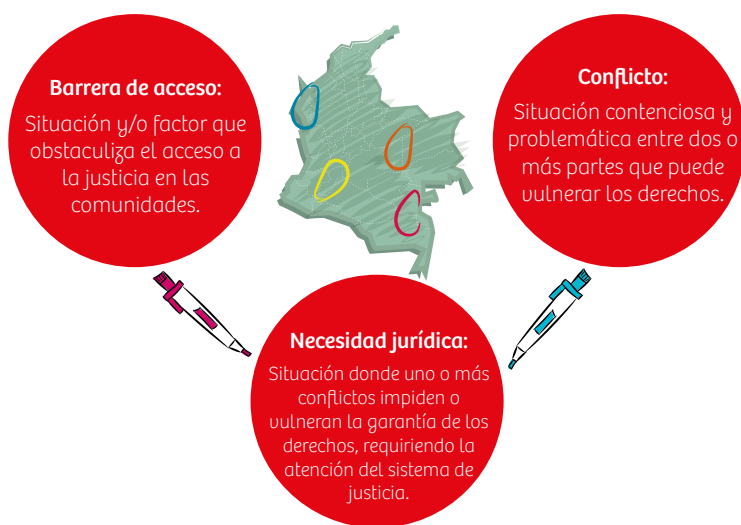 Barrera de acceso:
Situación y/o factor que
obstaculiza el acceso a
la justicia en las
comunidades.
Conflicto:
Situación contenciosa y
problemática entre dos o
más partes que puede
vulnerar los derechos.
Necesidad jurídica:
Situación donde uno o más
conflictos impiden o
vulneran la garantía de los
derechos, requiriendo la
atención del sistema de
justicia.